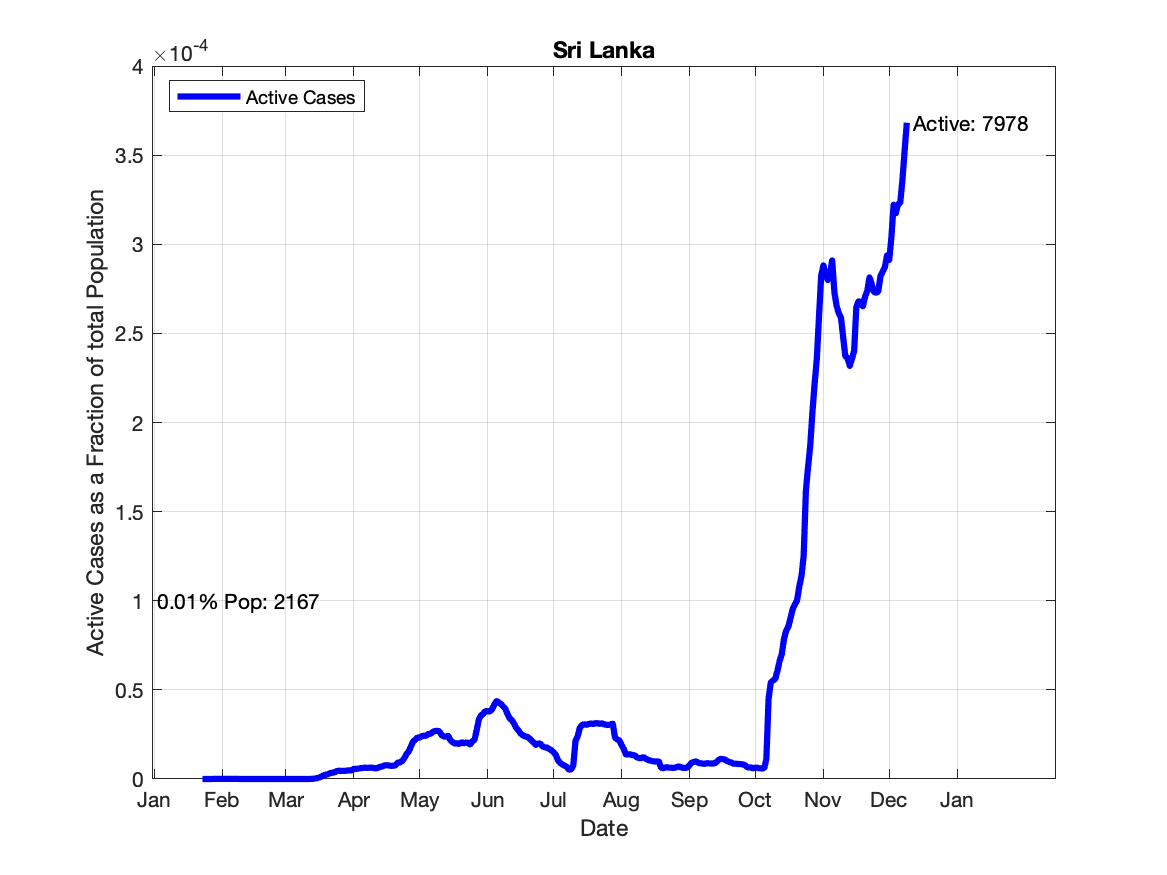 Sri Lanka
×10-4
4
3.5
3
2.5
2
1.5
1
0.5
0
Active Cases as a Fraction of total Population
Active Cases
Active: 7978
0.01% Pop: 2167
Jan Feb Mar Apr May Jun Jul Aug Sep Oct Nov Dec Jan
Date